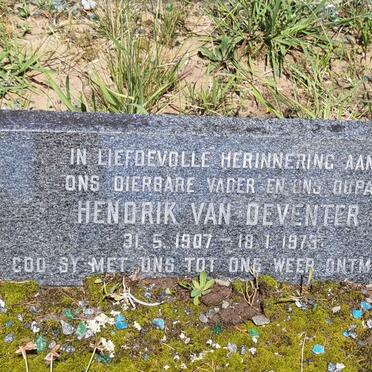 IN LIEFDEVOLLE HERINNERING AAN
ONS DIERBARE VADER EN ONS OUPA
HENDRIK VAN DEVENTER
31.5.1907 – 18.1.1973
GOD SY MET ONS TOT ONS WEER ONTM